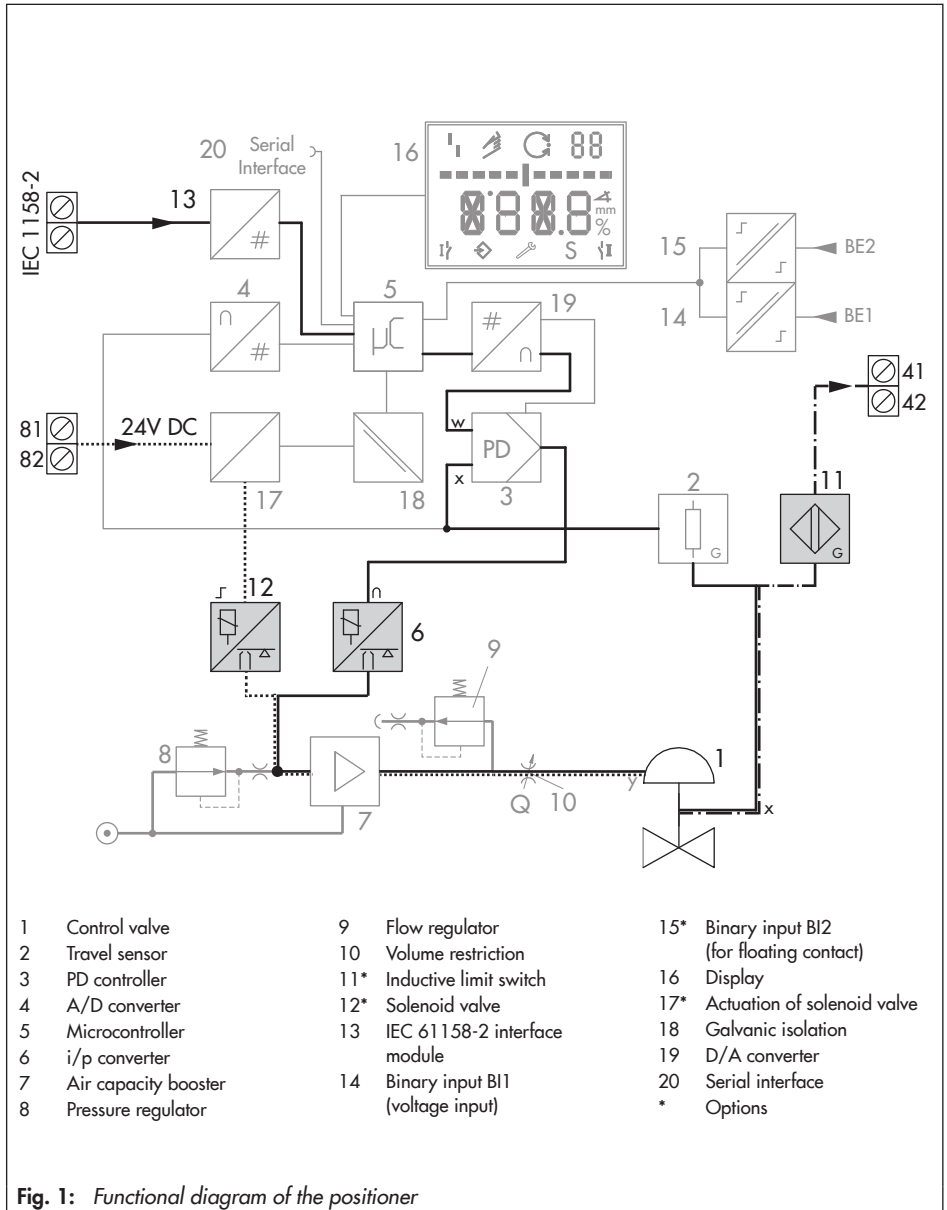 20 Serial
Interface
16
88
8.8.8.8
mm
%
S
IEC 1158-2
13
#
15
BE2
4
#
5
µC
#
19
14
BE1
41
42
w
81
82
24V DC
PD
x
3
17
18
2
G
11
G
12
6
9
8
7
Q
10
y
1
x
1 Control valve
2 Travel sensor
3 PD controller
4 A/D converter
5 Microcontroller
6 i/p converter
7 Air capacity booster
8 Pressure regulator
9 Flow regulator
10 Volume restriction
11* Inductive limit switch
12* Solenoid valve
13 IEC 61158-2 interface
module
14 Binary input BI1
(voltage input)
15* Binary input BI2
(for floating contact)
16 Display
17* Actuation of solenoid valve
18 Galvanic isolation
19 D/A converter
20 Serial interface
* Options
Fig. 1: Functional diagram of the positioner